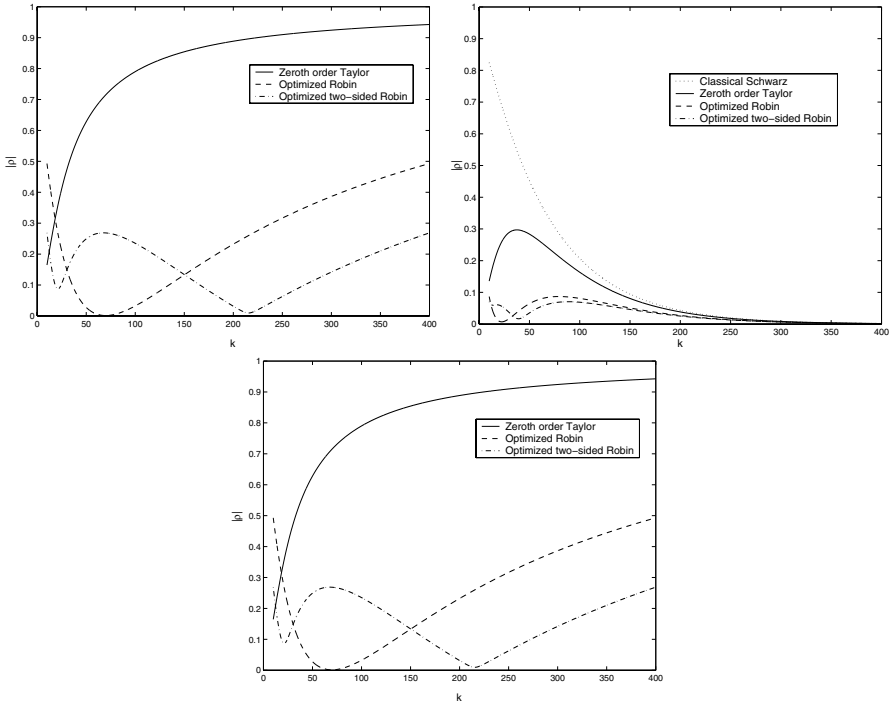 1
0.9
0.8
0.7
0.6
0.5
0.4
0.3
0.2
0.1
0
|ρ|
Zeroth order Taylor
Optimized Robin
Optimized two−sided Robin
0 50 100 150 200 250 300 350 400
k
1
0.9
0.8
0.7
0.6
0.5
0.4
0.3
0.2
0.1
0
|ρ|
Classical Schwarz
Zeroth order Taylor
Optimized Robin
Optimized two−sided Robin
0 50 100 150 200 250 300 350 400
k
1
0.9
0.8
0.7
0.6
0.5
0.4
0.3
0.2
0.1
0
|ρ|
Zeroth order Taylor
Optimized Robin
Optimized two−sided Robin
0 50 100 150 200 250 300 350 400
k